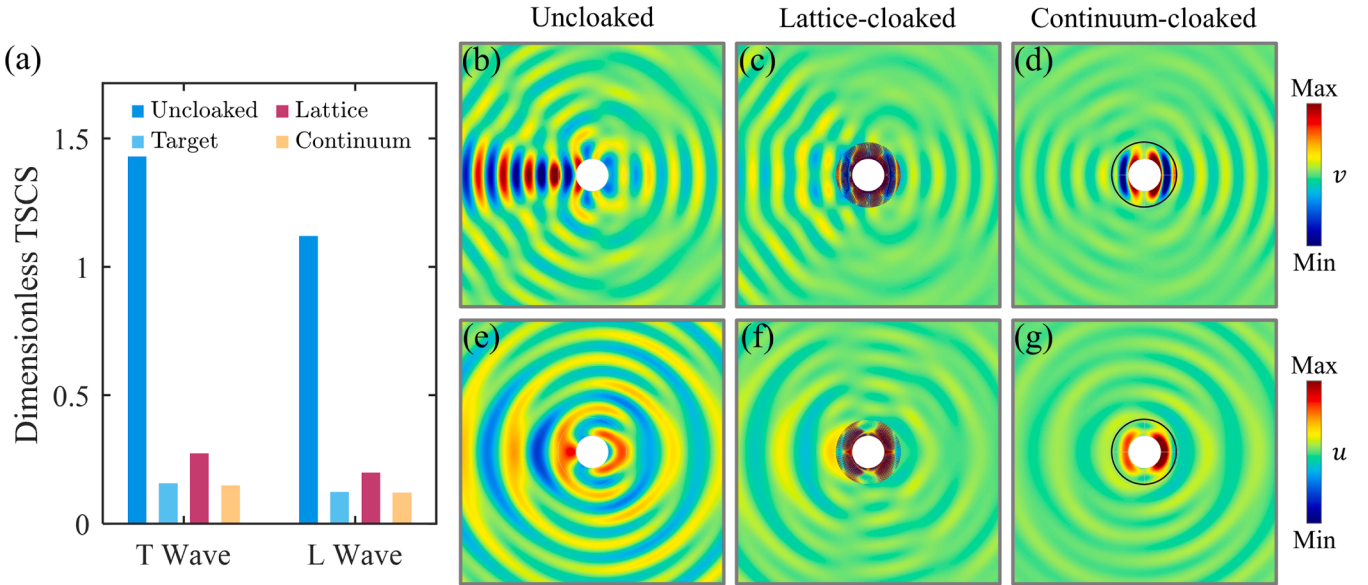 Uncloaked
Lattice-cloaked
Continuum-cloaked
(a)
Dimensionless TSCS
1.5
1
0.5
0
Uncloaked
Lattice
Target
Continuum
T Wave
L Wave
(b)
(c)
(d)
Max
v
Min
(e)
(f)
(g)
Max
u
Min